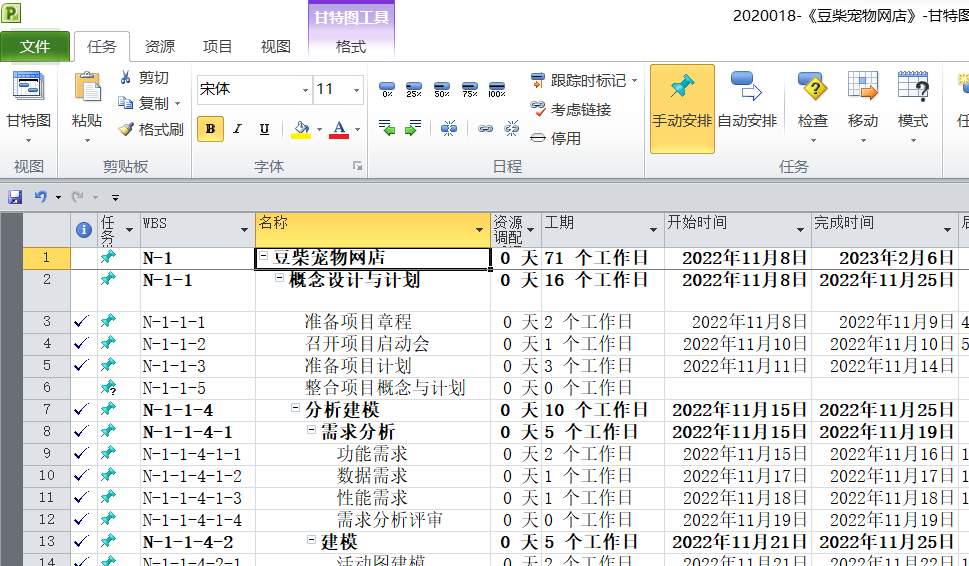 甘特图工具
2020018-《豆柴宠物网店》-甘特图
文件 任务 资源 项目 视图 格式
甘特图 粘贴 剪切 复制 格式刷
宋体 11
B I U A
0% 25% 50% 75% 100%
跟踪时标记
考虑链接
停用
手动安排 自动安排 检查 移动 模式
视图 剪贴板 字体 日程 任务
任务 WBS 名称 资源调配 工期 开始时间 完成时间
1 N-1 豆柴宠物网店 0 天 71 个工作日 2022年11月8日 2023年2月6日
2 N-1-1 概念设计与计划 0 天 16 个工作日 2022年11月8日 2022年11月25日
3 N-1-1-1 准备项目章程 0 天 2 个工作日 2022年11月8日 2022年11月9日 4
4 N-1-1-2 召开项目启动会 0 天 1 个工作日 2022年11月10日 2022年11月10日 5
5 N-1-1-3 准备项目计划 0 天 3 个工作日 2022年11月11日 2022年11月14日
6 N-1-1-5 整合项目概念与计划 0 天 0 个工作日
7 N-1-1-4 分析建模 0 天 10 个工作日 2022年11月15日 2022年11月25日
8 N-1-1-4-1 需求分析 0 天 5 个工作日 2022年11月15日 2022年11月19日
9 N-1-1-4-1-1 功能需求 0 天 2 个工作日 2022年11月15日 2022年11月16日 1
10 N-1-1-4-1-2 数据需求 0 天 1 个工作日 2022年11月17日 2022年11月17日 1
11 N-1-1-4-1-3 性能需求 0 天 1 个工作日 2022年11月18日 2022年11月18日 1
12 N-1-1-4-1-4 需求分析评审 0 天 0 个工作日 2022年11月19日 2022年11月19日
13 N-1-1-4-2 建模 0 天 5 个工作日 2022年11月21日 2022年11月25日
14 N-1-1-4-2-1 活动图建模 0 天 2 个工作日 2022年11月21日 2022年11月22日 1